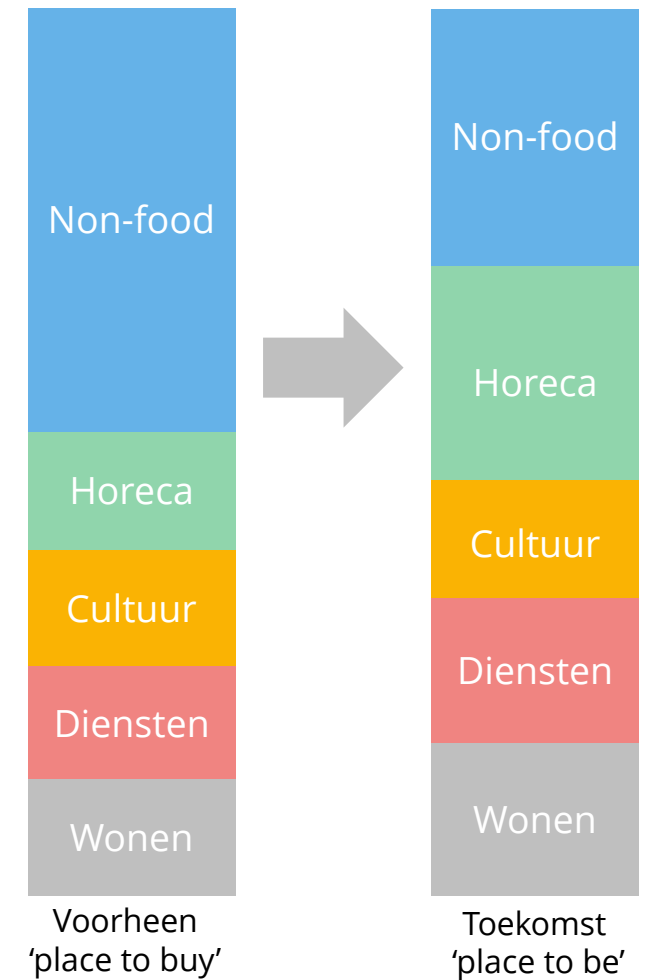 Non-food
Horeca
Cultuur
Diensten
Wonen
Voorheen
‘place to buy’
Non-food
Horeca
Cultuur
Diensten
Wonen
Toekomst
‘place to be’